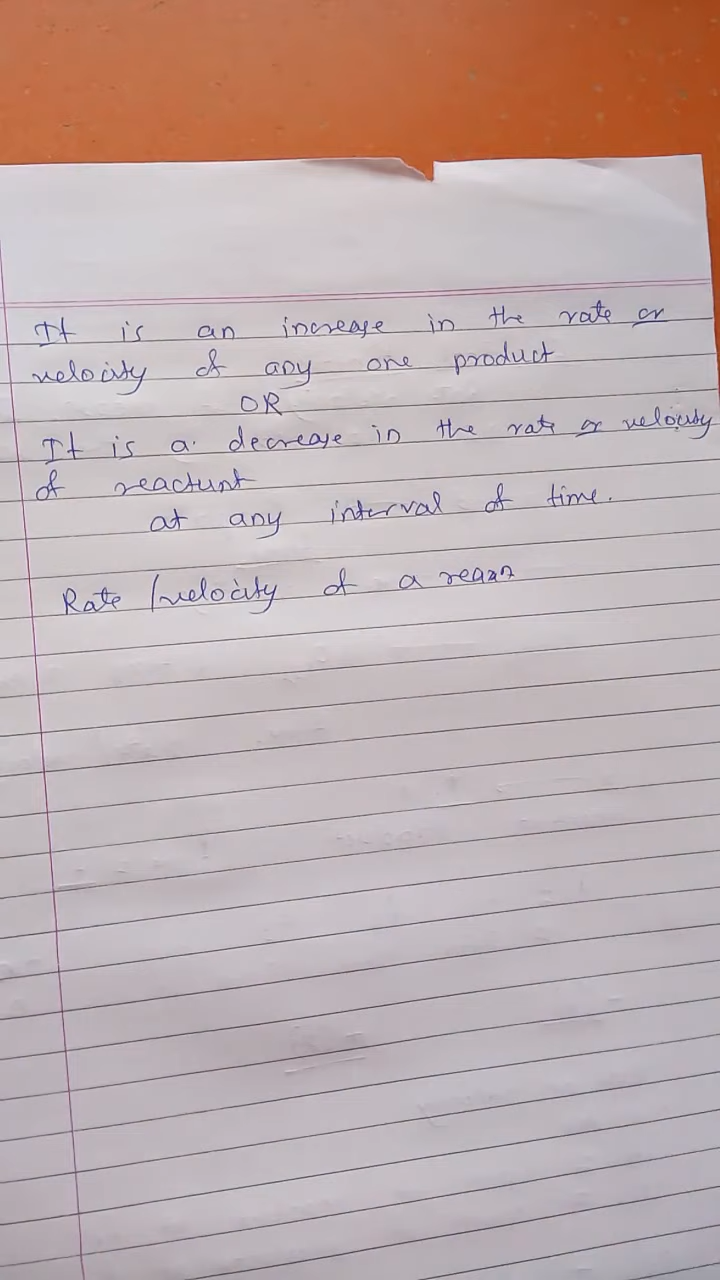 It is an increase in the rate or
velocity of any one product
OR
It is a decrease in the rate or velocity
of reactant
at any interval of time.
Rate /velocity of a reaxn